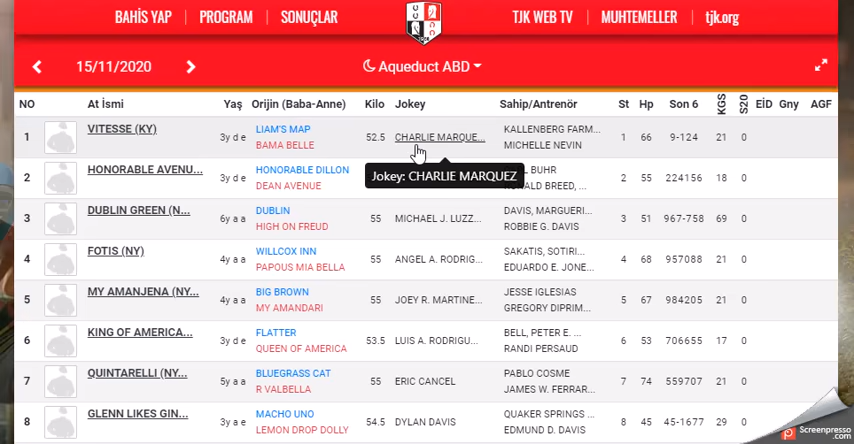 BAHİS YAP PROGRAM SONUÇLAR TJK WEB TV MUHTEMELLER tjk.org
15/11/2020 Aqueduct ABD
NO At İsmi Yaş Orijin (Baba-Anne) Kilo Jokey Sahip/Antrenör St Hp Son 6 KGS S20 EİD Gny AGF
1 VITESSE (KY) 3y d e LIAM'S MAP 52.5 CHARLIE MARQUE... KALLENBERG FARM... 1 66 9-124 21 0
BAMA BELLE MICHELLE NEVIN
Jokey: CHARLIE MARQUEZ
2 HONORABLE AVENU... 3y d e HONORABLE DILLON BUHR 2 55 224156 18 0
DEAN AVENUE RONALD BREED, ...
3 DUBLIN GREEN (N... 6y a a DUBLIN 55 MICHAEL J. LUZZ... DAVIS, MARGUERI... 3 51 967-758 69 0
HIGH ON FREUD ROBBIE G. DAVIS
4 FOTIS (NY) 4y a a WILLCOX INN 55 ANGEL A. RODRIG... SAKATIS, SOTIRI... 4 68 957088 21 0
PAPOUS MIA BELLA EDUARDO E. JONE...
5 MY AMANJENA (NY... 4y a a BIG BROWN 55 JOEY R. MARTINE... JESSE IGLESIAS 5 67 984205 21 0
MY AMANDARI GREGORY DIPRIM...
6 KING OF AMERICA... 3y d e FLATTER 53.5 LUIS A. RODRIGU... BELL, PETER E. ... 6 53 706655 17 0
QUEEN OF AMERICA RANDI PERSAUD
7 QUINTARELLI (NY... 5y a a BLUEGRASS CAT 55 ERIC CANCEL PABLO COSME 7 74 559707 21 0
R VALBELLA JAMES W. FERRAR...
8 GLENN LIKES GIN... 3y a e MACHO UNO 54.5 DYLAN DAVIS QUAKER SPRINGS ... 8 45 45-1677 29 0
LEMON DROP DOLLY EDMUND D. DAVIS
Screenpresso
.com